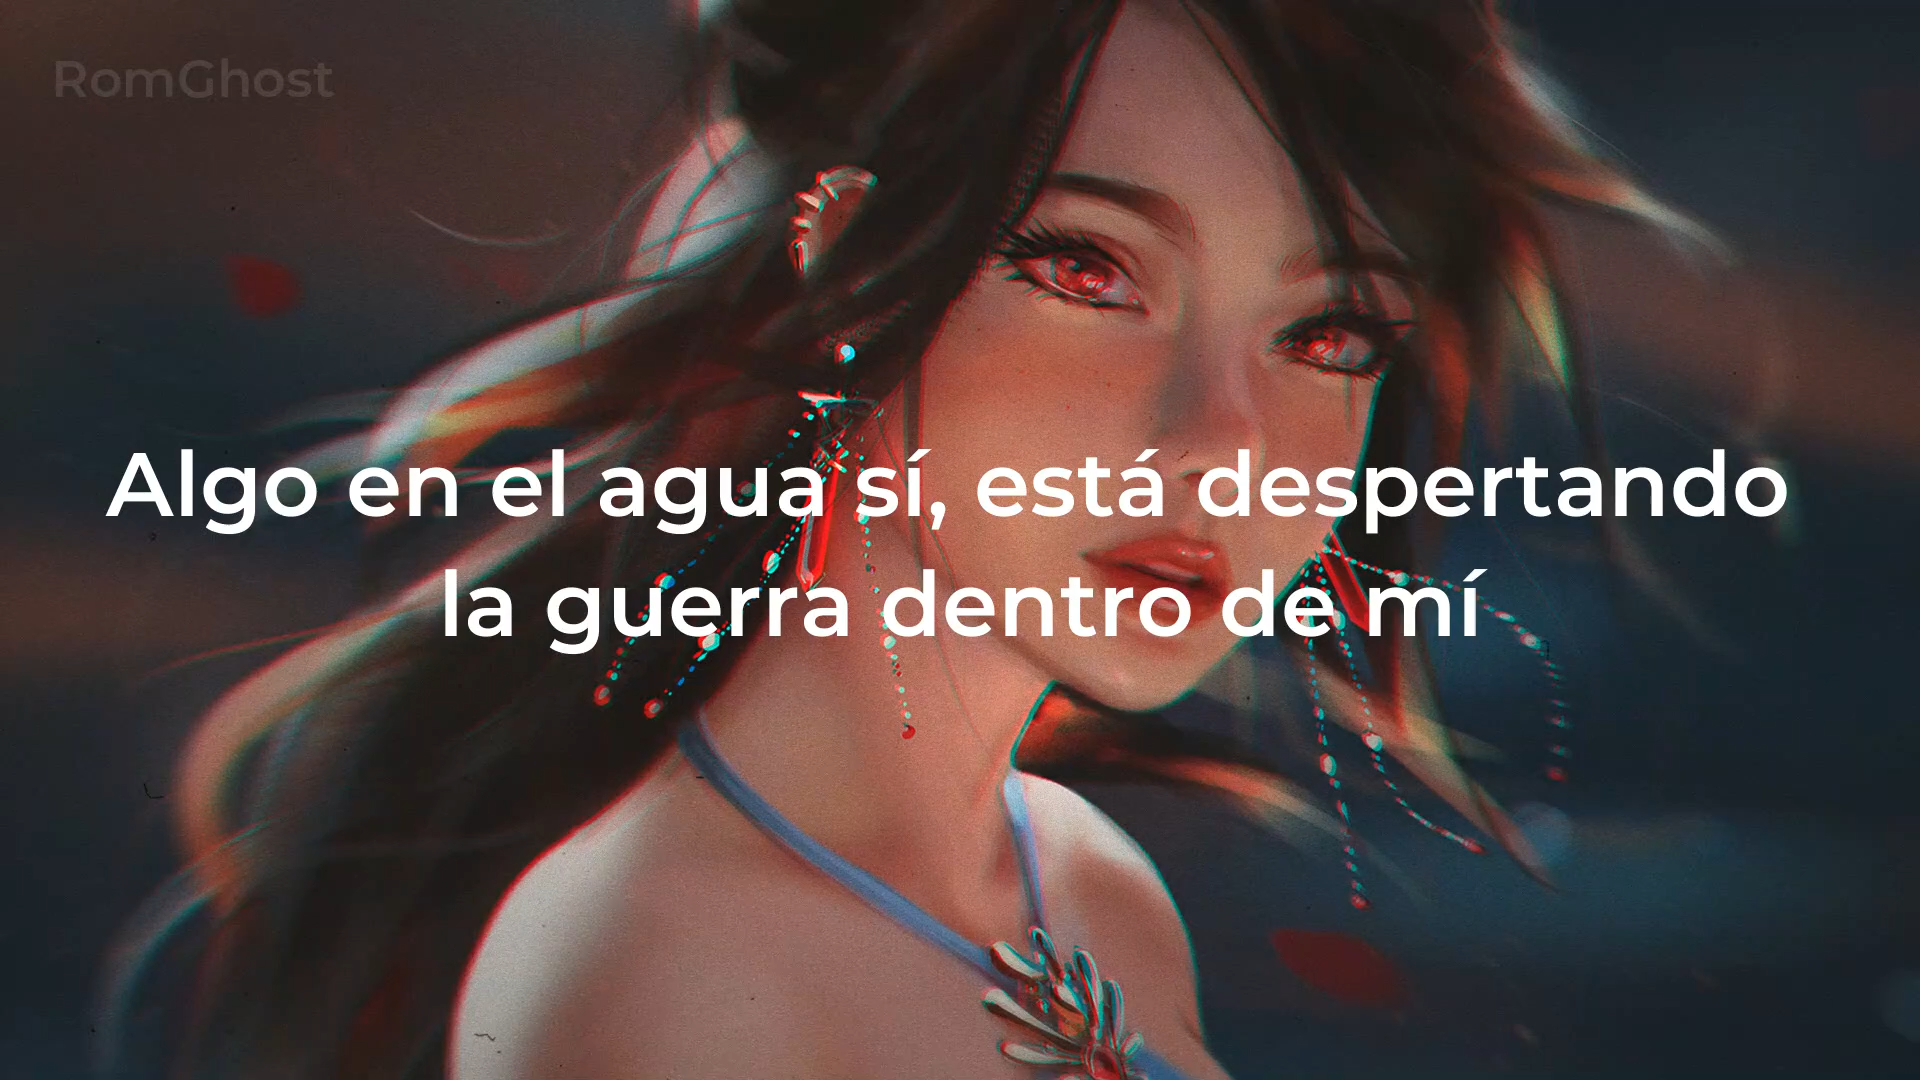 RomGhost
Algo en el agua sí, está despertando
la guerra dentro de mí